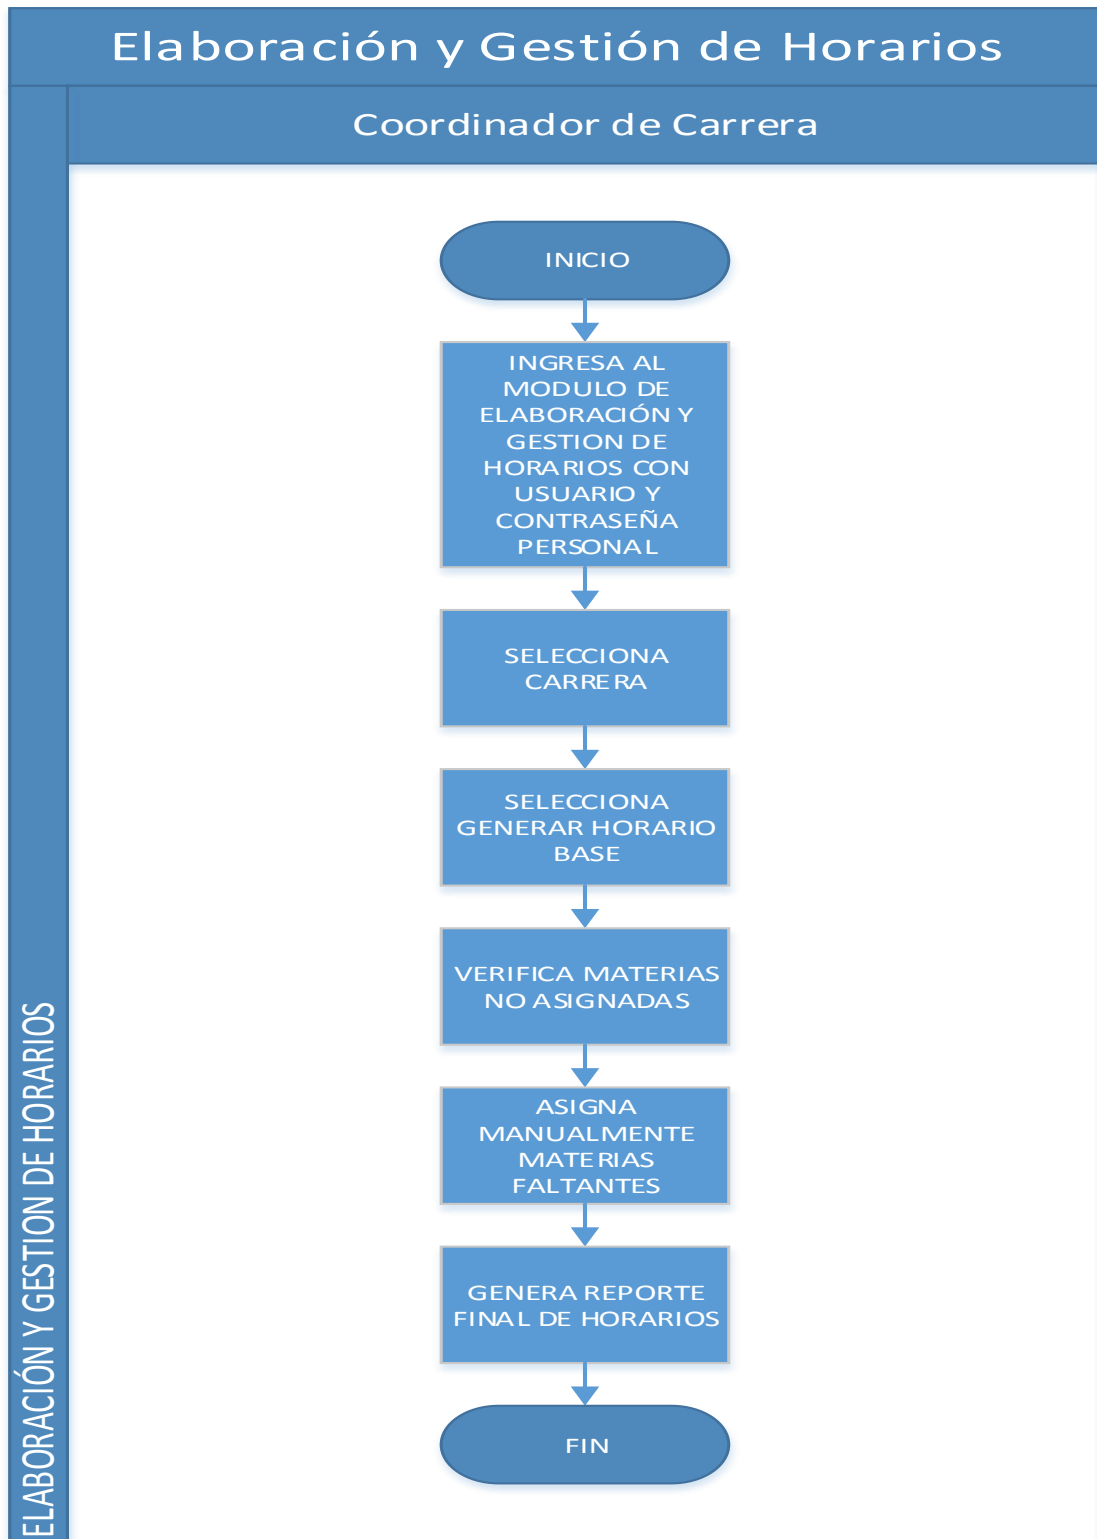 Elaboración y Gestión de Horarios
Coordinador de Carrera
ELABORACIÓN Y GESTION DE HORARIOS
INICIO
INGRESA AL
MODULO DE
ELABORACIÓN Y
GESTION DE
HORARIOS CON
USUARIO Y
CONTRASEÑA
PERSONAL
SELECCIONA
CARRERA
SELECCIONA
GENERAR HORARIO
BASE
VERIFICA MATERIAS
NO ASIGNADAS
ASIGNA
MANUALMENTE
MATERIAS
FALTANTES
GENERA REPORTE
FINAL DE HORARIOS
FIN